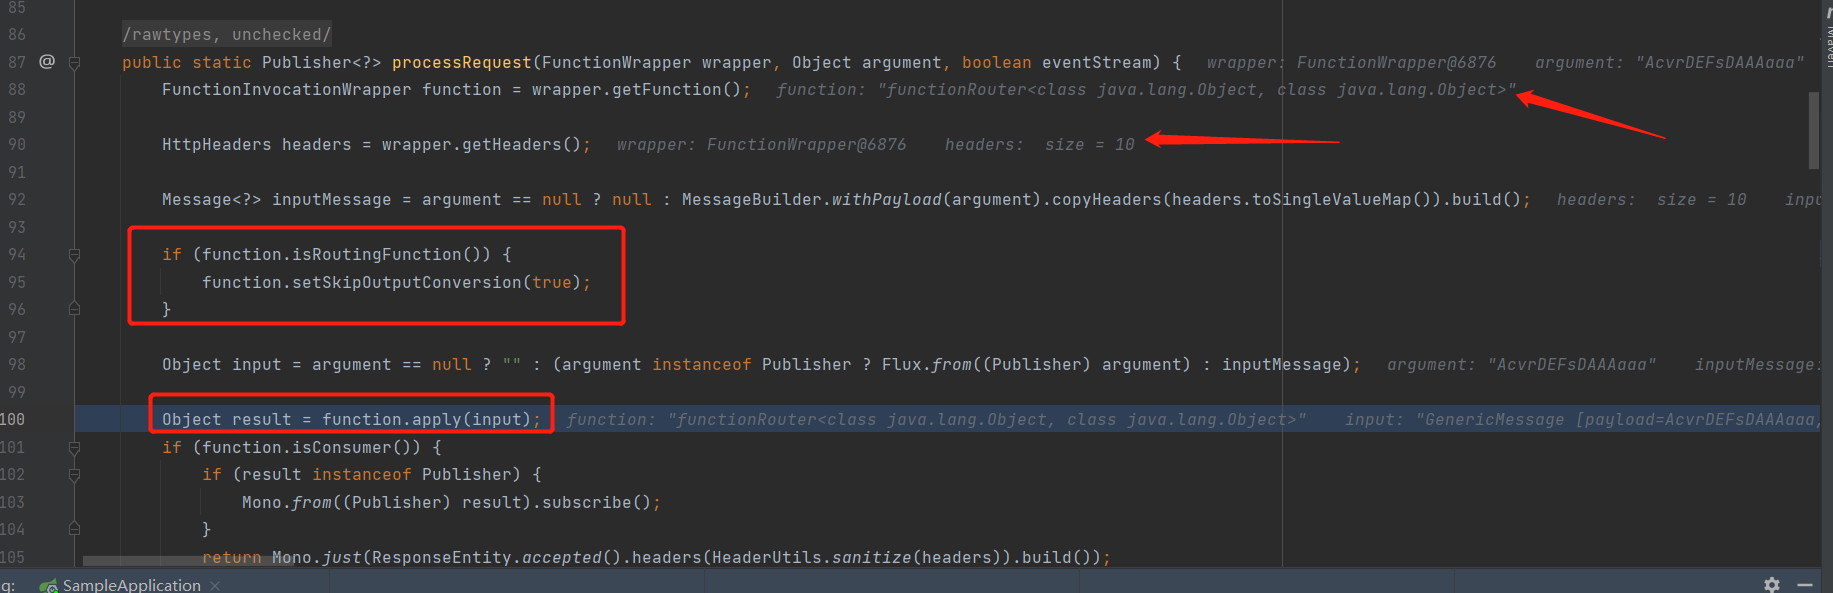 85
86 /rawtypes, unchecked/
87 @ public static Publisher<?> processRequest(FunctionWrapper wrapper, Object argument, boolean eventStream) { wrapper: FunctionWrapper@6876 argument: "AcvrDEFsDAAAaaa"
88 FunctionInvocationWrapper function = wrapper.getFunction(); function: "functionRouter<class java.lang.Object, class java.lang.Object>"
89
90 HttpHeaders headers = wrapper.getHeaders(); wrapper: FunctionWrapper@6876 headers: size = 10
91
92 Message<?> inputMessage = argument == null ? null : MessageBuilder.withPayload(argument).copyHeaders(headers.toSingleValueMap()).build(); headers: size = 10 inpu
93
94 if (function.isRoutingFunction()) {
95 function.setSkipOutputConversion(true);
96 }
97
98 Object input = argument == null ? "" : (argument instanceof Publisher ? Flux.from((Publisher) argument) : inputMessage); argument: "AcvrDEFsDAAAaaa" inputMessage:
99
100 Object result = function.apply(input); function: "functionRouter<class java.lang.Object, class java.lang.Object>" input: "GenericMessage [payload=AcvrDEFsDAAAaaa,
101 if (function.isConsumer()) {
102 if (result instanceof Publisher) {
103 Mono.from((Publisher) result).subscribe();
104 }
105 return Mono.just(ResponseEntity.accepted().headers(HeaderUtils.sanitize(headers)).build());
g: SampleApplication
Maven